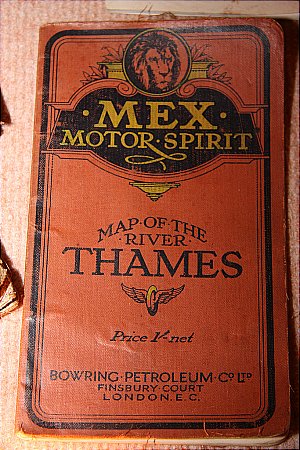 ·MEX·
MOTOR·SPIRIT
MAP·OF·THE
·RIVER·
THAMES
Price 1/- net
BOWRING·PETROLEUM·CO LTD
FINSBURY·COURT
LONDON.E.C.